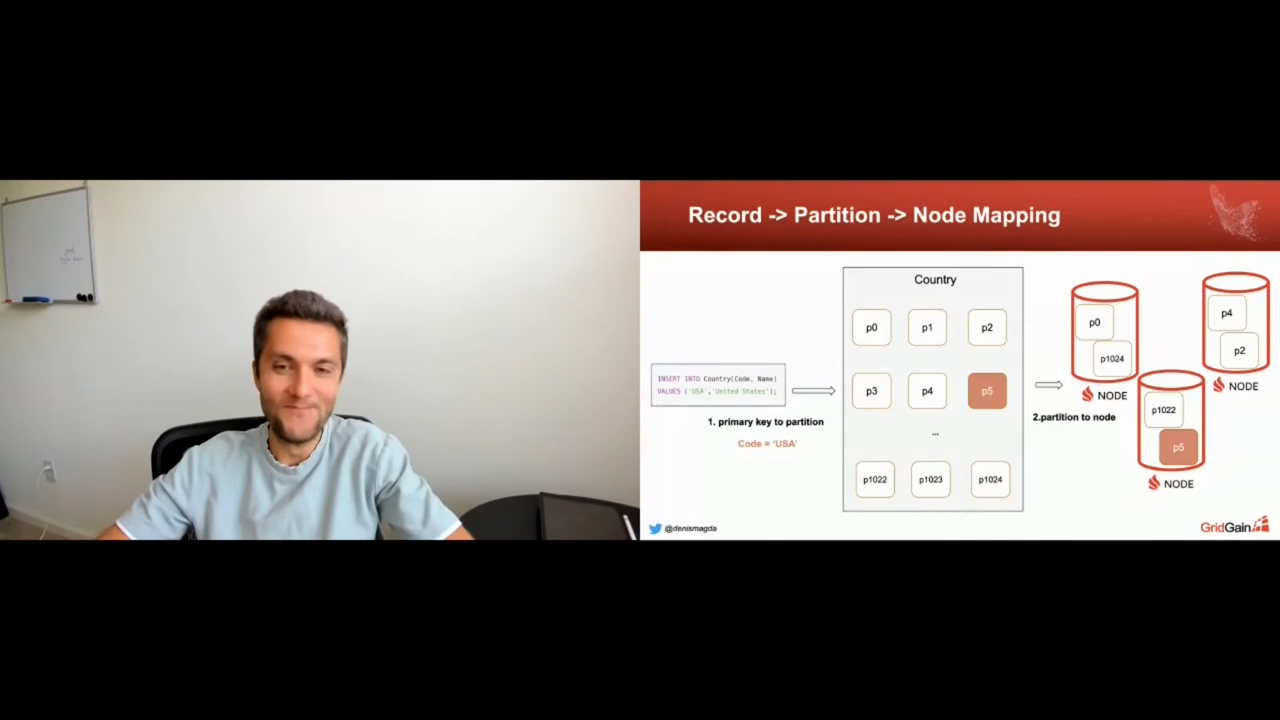 Record -> Partition -> Node Mapping
Country
p0
p1
p2
p3
p4
p5
...
p1022
p1023
p1024
INSERT INTO Country(Code, Name)
VALUES ('USA','United States');
1. primary key to partition
Code = 'USA'
2.partition to node
p0
p1024
NODE
p4
p2
NODE
p1022
p5
NODE
@denismagda
GridGain